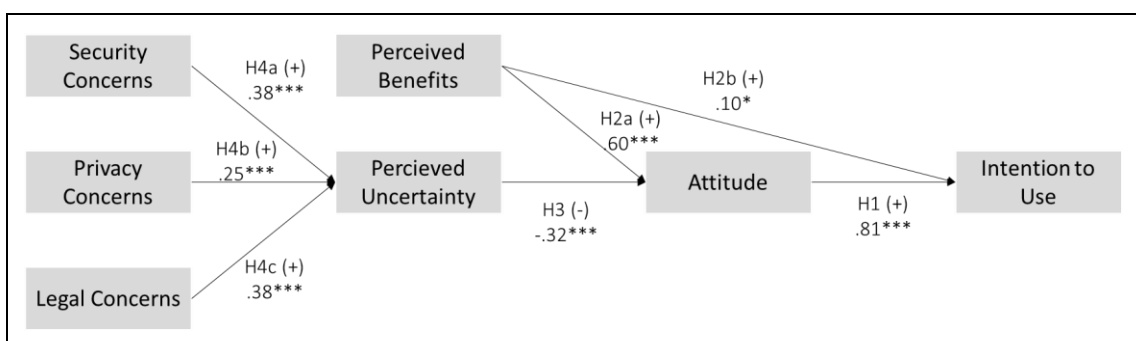 Security
Concerns
H4a (+)
.38***
Perceived
Benefits
H2b (+)
.10*
H2a (+)
.60***
Privacy
Concerns
H4b (+)
.25***
Percieved
Uncertainty
H3 (-)
-.32***
Attitude
H1 (+)
.81***
Intention to
Use
Legal Concerns
H4c (+)
.38***